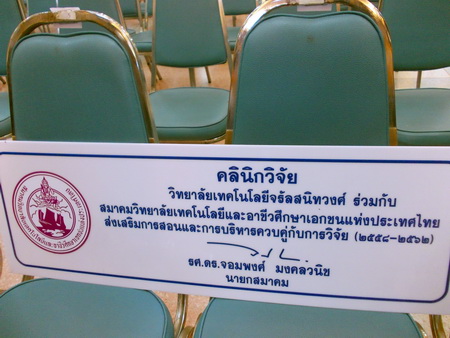 คลินิกวิจัย
วิทยาลัยเทคโนโลยีจรัลสนิทวงศ์ ร่วมกับ
สมาคมวิทยาลัยเทคโนโลยีและอาชีวศึกษาเอกชนแห่งประเทศไทย
ส่งเสริมการสอนและการบริหารควบคู่กับการวิจัย (๒๕๕๘-๒๕๖๒)
รศ.ดร.จอมพงศ์ มงคลวนิช
นายกสมาคม